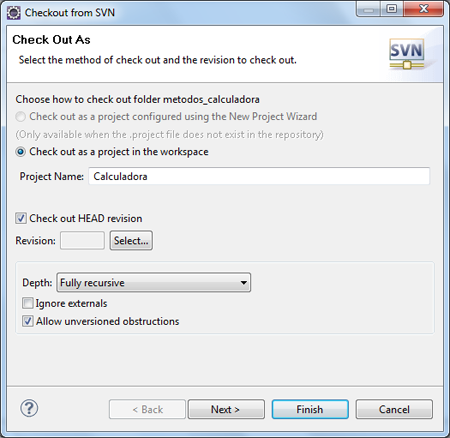 Checkout from SVN
Check Out As
Select the method of check out and the revision to check out.
SVN
Choose how to check out folder metodos_calculadora
Check out as a project configured using the New Project Wizard
(Only available when the .project file does not exist in the repository)
Check out as a project in the workspace
Project Name: Calculadora
Check out HEAD revision
Revision: Select...
Depth: Fully recursive
Ignore externals
Allow unversioned obstructions
? < Back Next > Finish Cancel